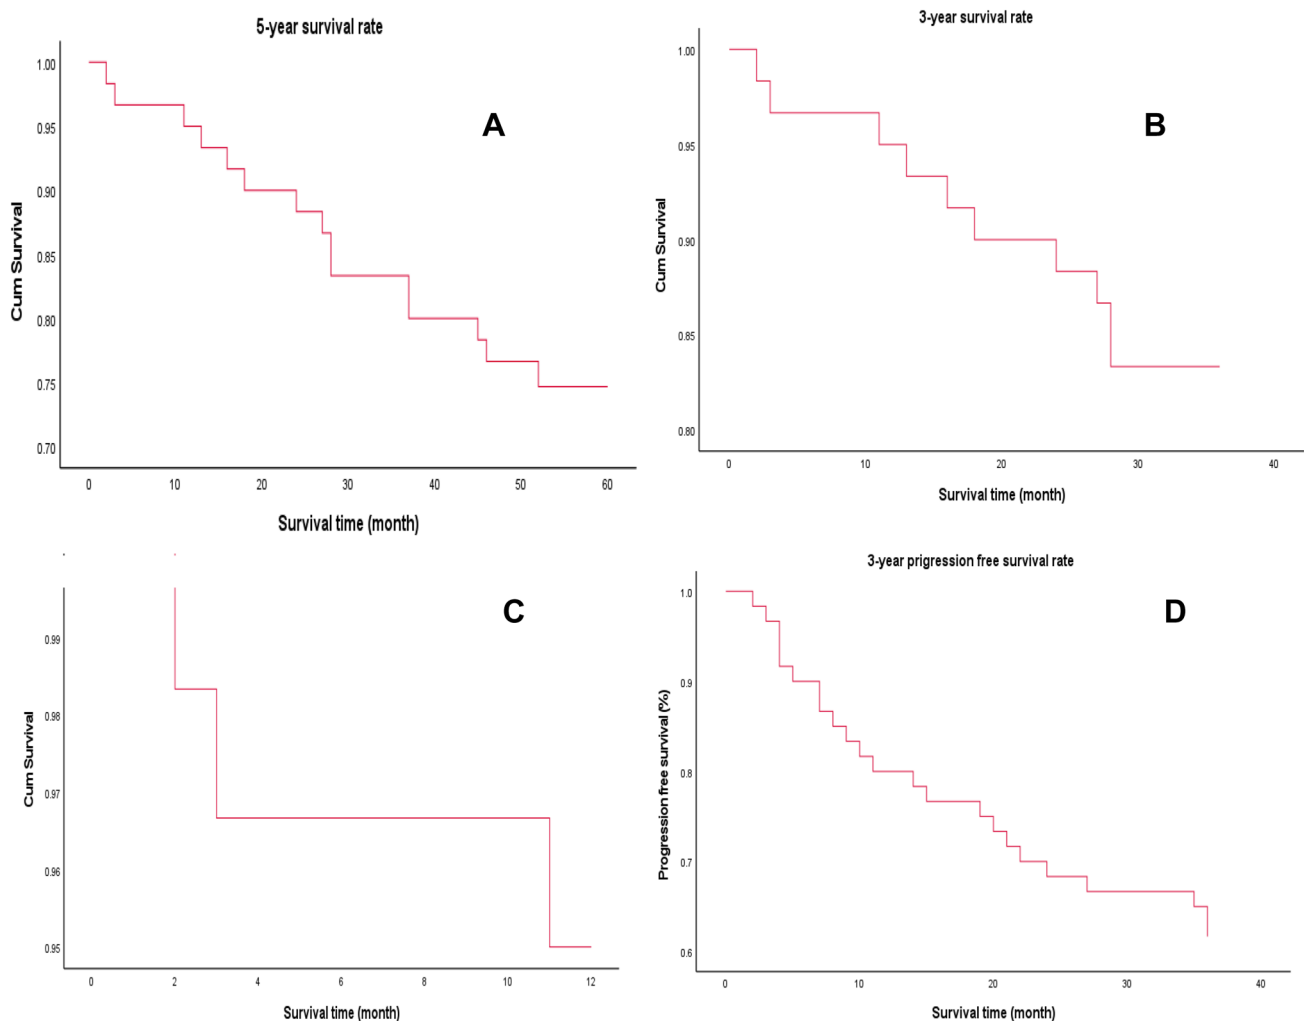 5-year survival rate
A
1.00
0.95
0.90
0.85
0.80
0.75
0.70
Cum Survival
0 10 20 30 40 50 60
Survival time (month)
3-year survival rate
B
1.00
0.95
0.90
0.85
0.80
Cum Survival
0 10 20 30 40
Survival time (month)
C
0.99
0.98
0.97
0.96
0.95
Cum Survival
0 2 4 6 8 10 12
Survival time (month)
3-year prigression free survival rate
D
1.0
0.9
0.8
0.7
0.6
Progression free survival (%)
0 10 20 30 40
Survival time (month)